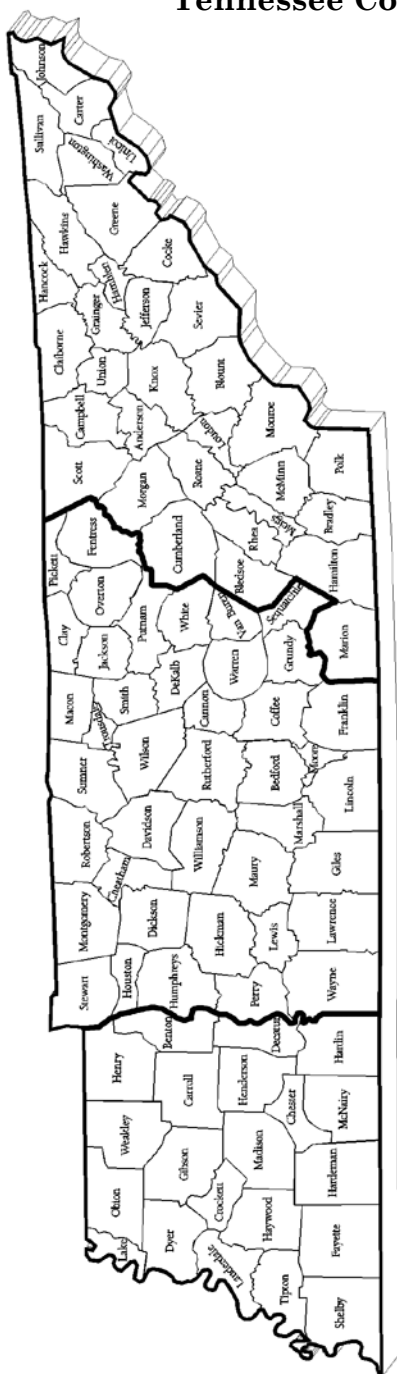 Tennessee Co
Johnson
Carter
Sullivan
Unicoi
Washington
Greene
Hawkins
Hancock
Hamblen
Cocke
Grainger
Jefferson
Claiborne
Union
Sevier
Knox
Campbell
Anderson
Blount
Scott
Loudon
Monroe
Morgan
Roane
McMinn
Polk
Meigs
Bradley
Rhea
Cumberland
Hamilton
Bledsoe
Pickett
Fentress
Sequatchie
Marion
Van Buren
Overton
Clay
Putnam
White
Grundy
Jackson
Warren
DeKalb
Macon
Smith
Cannon
Coffee
Franklin
Trousdale
Wilson
Sumner
Rutherford
Bedford
Moore
Lincoln
Marshall
Robertson
Davidson
Williamson
Cheatham
Maury
Giles
Montgomery
Dickson
Hickman
Lewis
Lawrence
Stewart
Houston
Humphreys
Perry
Wayne
Benton
Decatur
Hardin
Henry
Carroll
Henderson
Chester
McNairy
Weakley
Gibson
Madison
Hardeman
Obion
Crockett
Haywood
Fayette
Lake
Dyer
Lauderdale
Tipton
Shelby